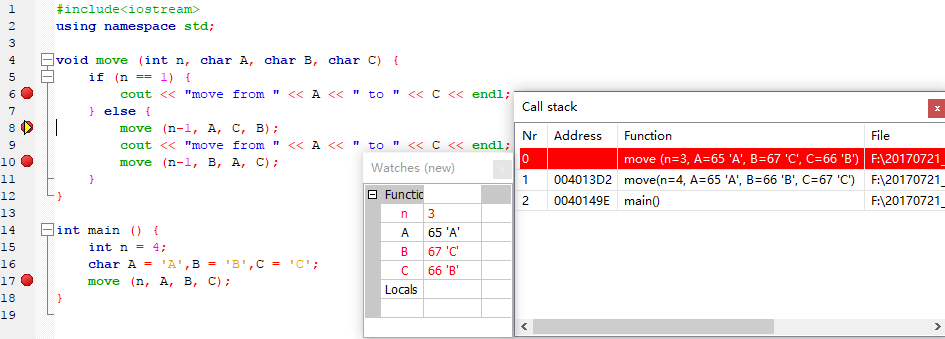 1 #include<iostream>
2 using namespace std;
3
4 void move (int n, char A, char B, char C) {
5 if (n == 1) {
6 cout << "move from " << A << " to " << C << endl;
7 } else {
8 move (n-1, A, C, B);
9 cout << "move from " << A << " to " << C << endl;
10 move (n-1, B, A, C);
11 }
12 }
13
14 int main () {
15 int n = 4;
16 char A = 'A',B = 'B',C = 'C';
17 move (n, A, B, C);
18 }
19
Watches (new) x
Functic
n 3
A 65 'A'
B 67 'C'
C 66 'B'
Locals
Call stack x
Nr Address Function File
0 move (n=3, A=65 'A', B=67 'C', C=66 'B') F:\20170721_
1 004013D2 move(n=4, A=65 'A', B=66 'B', C=67 'C') F:\20170721_
2 0040149E main() F:\20170721_